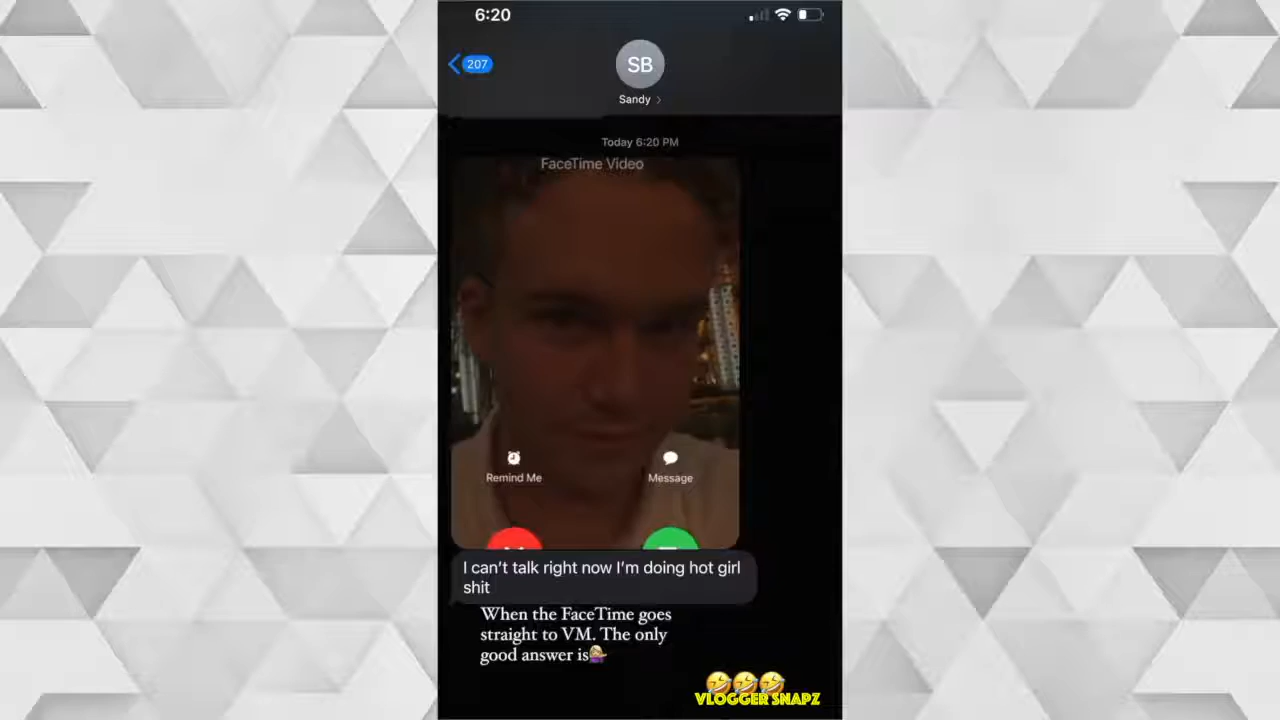 6:20
207
SB
Sandy
Today 6:20 PM
FaceTime Video
Remind Me
Message
I can't talk right now I'm doing hot girl
shit
When the FaceTime goes
straight to VM. The only
good answer is💁🏼‍♀️
🤣🤣🤣
VLOGGER SNAPZ